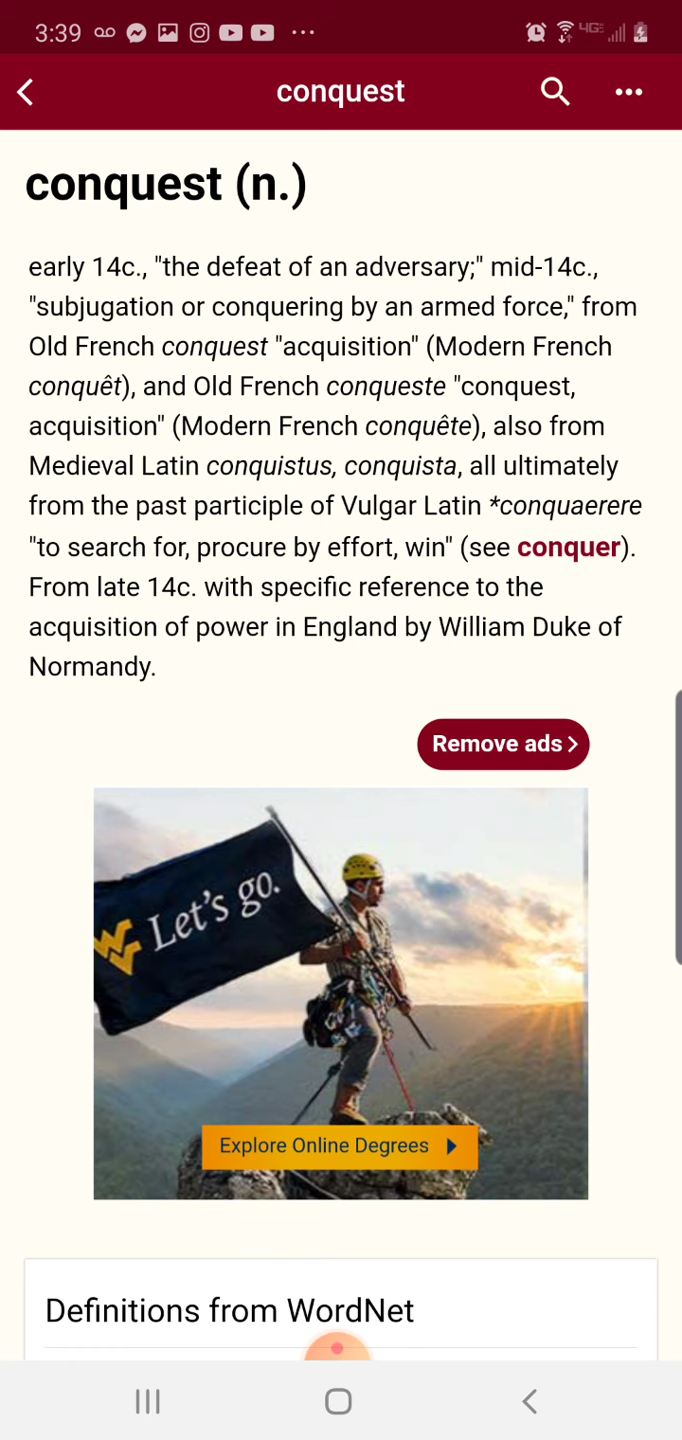 3:39
4GE
conquest
conquest (n.)
early 14c., "the defeat of an adversary;" mid-14c.,
"subjugation or conquering by an armed force," from
Old French conquest "acquisition" (Modern French
conquêt), and Old French conqueste "conquest,
acquisition" (Modern French conquête), also from
Medieval Latin conquistus, conquista, all ultimately
from the past participle of Vulgar Latin *conquaerere
"to search for, procure by effort, win" (see conquer).
From late 14c. with specific reference to the
acquisition of power in England by William Duke of
Normandy.
Remove ads
Let's go.
Explore Online Degrees
Definitions from WordNet